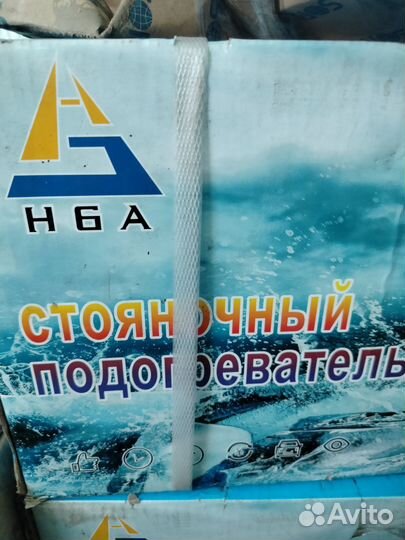 НБА
стояночный
подогреватель
Avito